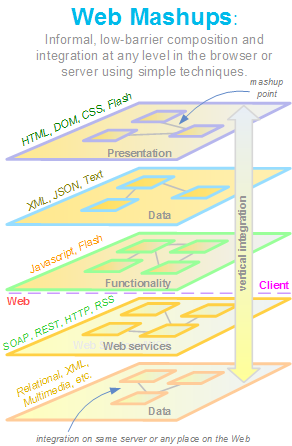 Web Mashups:
Informal, low-barrier composition and
integration at any level in the browser or
server using simple techniques.
mashup
point
HTML, DOM, CSS, Flash
Presentation
XML, JSON, Text
Data
Javascript, Flash
Functionality
vertical integration
Web
Client
SOAP, REST, HTTP, RSS
Web services
Relational, XML,
Multimedia, etc.
Data
integration on same server or any place on the Web